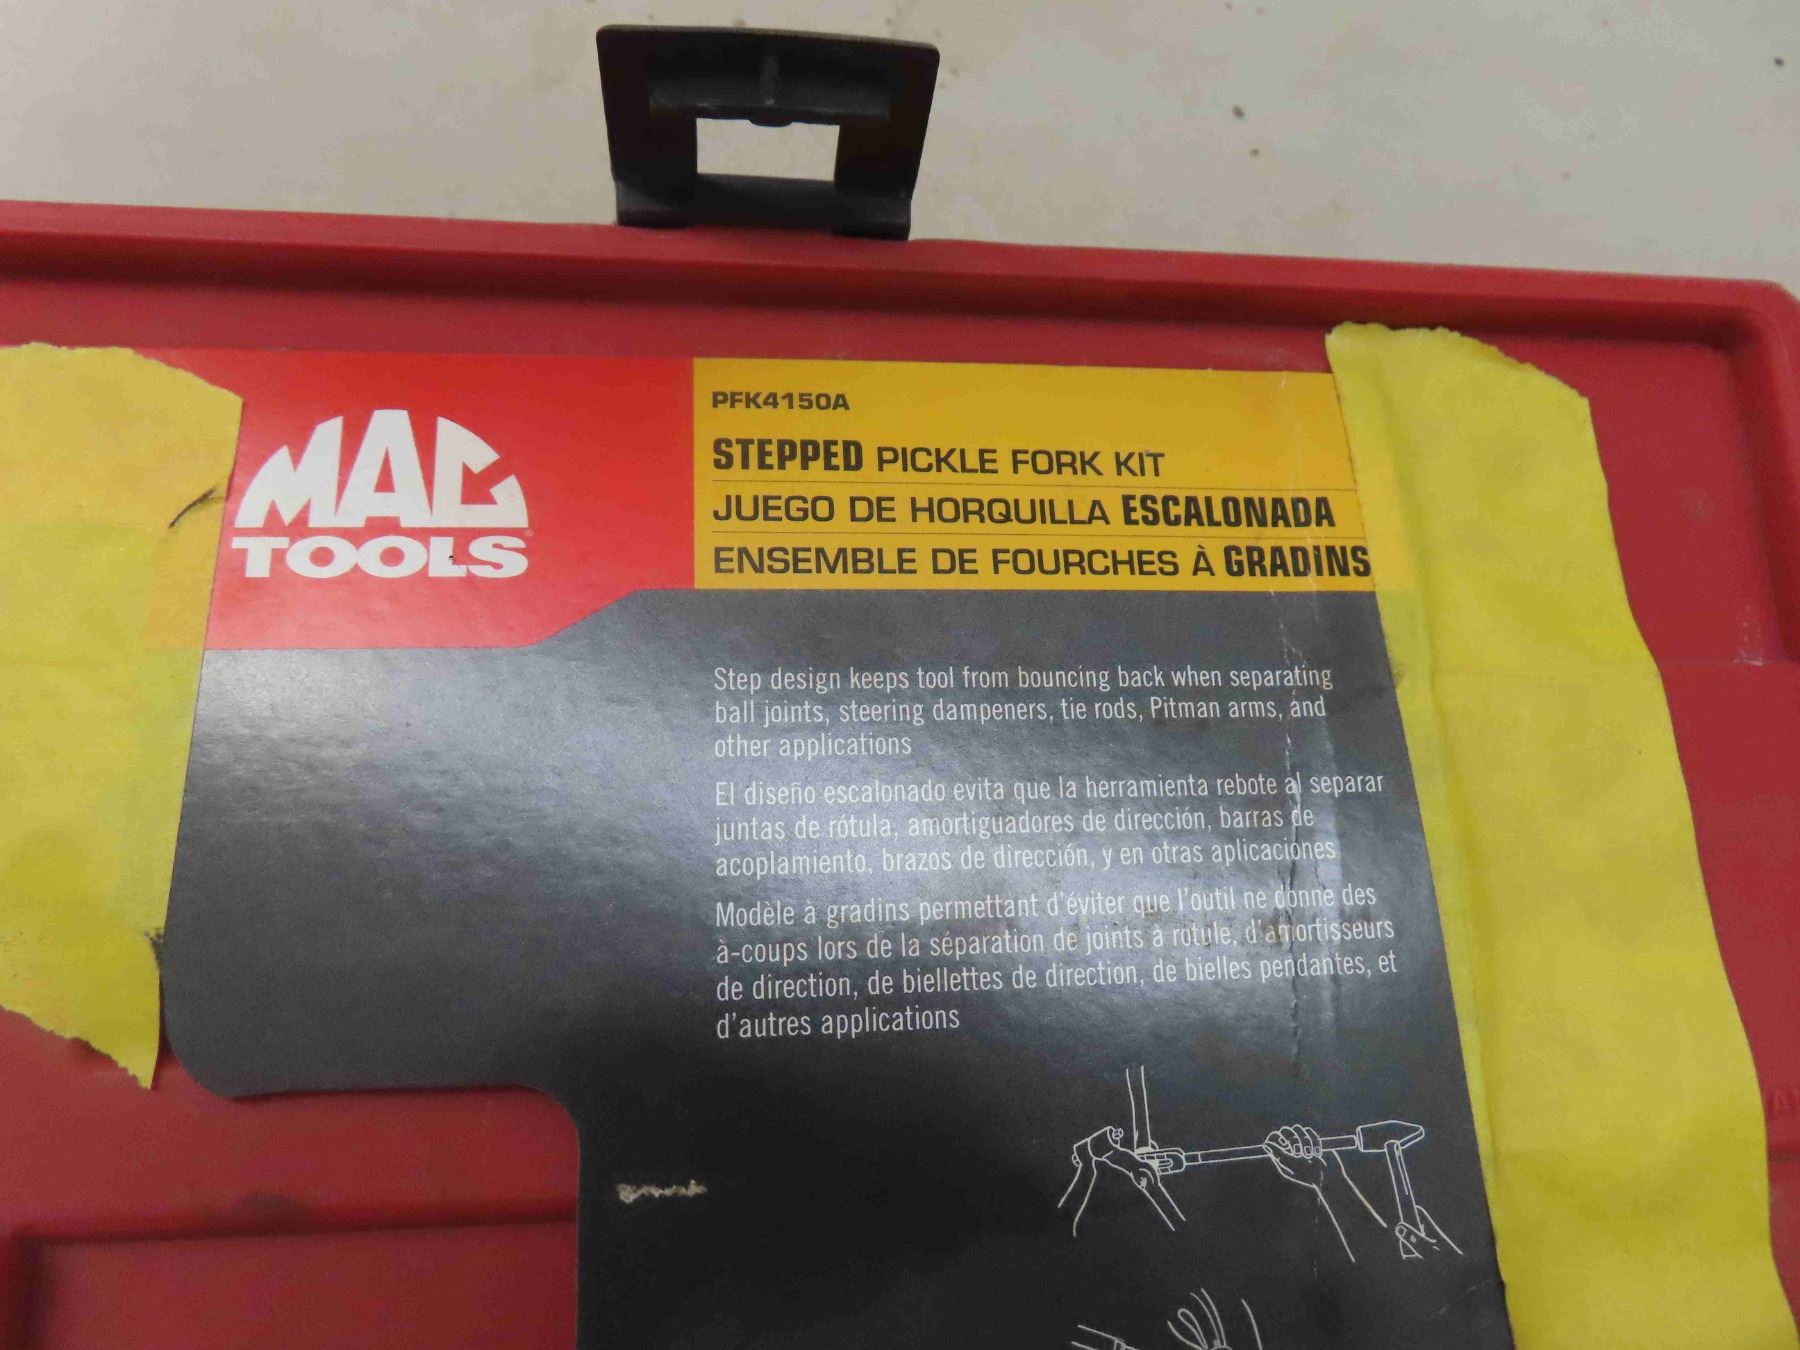 MAC
TOOLS
PFK4150A
STEPPED PICKLE FORK KIT
JUEGO DE HORQUILLA ESCALONADA
ENSEMBLE DE FOURCHES À GRADINS
Step design keeps tool from bouncing back when separating
ball joints, steering dampeners, tie rods, Pitman arms, and
other applications
El diseño escalonado evita que la herramienta rebote al separar
juntas de rótula, amortiguadores de dirección, barras de
acoplamiento, brazos de dirección, y en otras aplicaciones
Modèle à gradins permettant d'éviter que l'outil ne donne des
à-coups lors de la séparation de joints à rotule, d'amortisseurs
de direction, de biellettes de direction, de bielles pendantes, et
d'autres applications